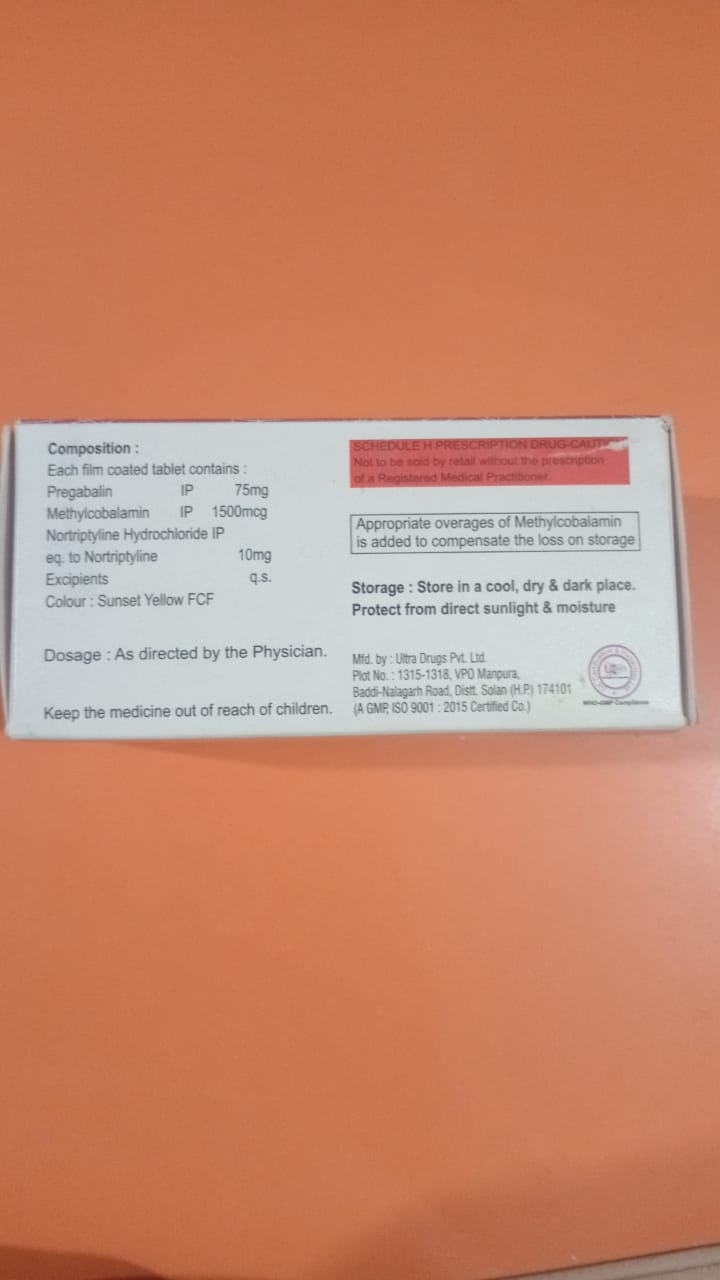 Composition :
Each film coated tablet contains :
Pregabalin IP 75mg
Methylcobalamin IP 1500mcg
Nortriptyline Hydrochloride IP
eq. to Nortriptyline 10mg
Excipients q.s.
Colour : Sunset Yellow FCF
Dosage : As directed by the Physician.
Keep the medicine out of reach of children.
SCHEDULE H PRESCRIPTION DRUG-
Not to be sold by retail without the prescription
of a Registered Medical Practitioner.
Appropriate overages of Methylcobalamin
is added to compensate the loss on storage
Storage : Store in a cool, dry & dark place.
Protect from direct sunlight & moisture
Mfd. by : Ultra Drugs Pvt. Ltd.
Plot No. : 1315-1318, VPO Manpura,
Baddi-Nalagarh Road, Distt. Solan (H.P.) 174101
(A GMP, ISO 9001 : 2015 Certified Co.)
WHO-GMP Compliance